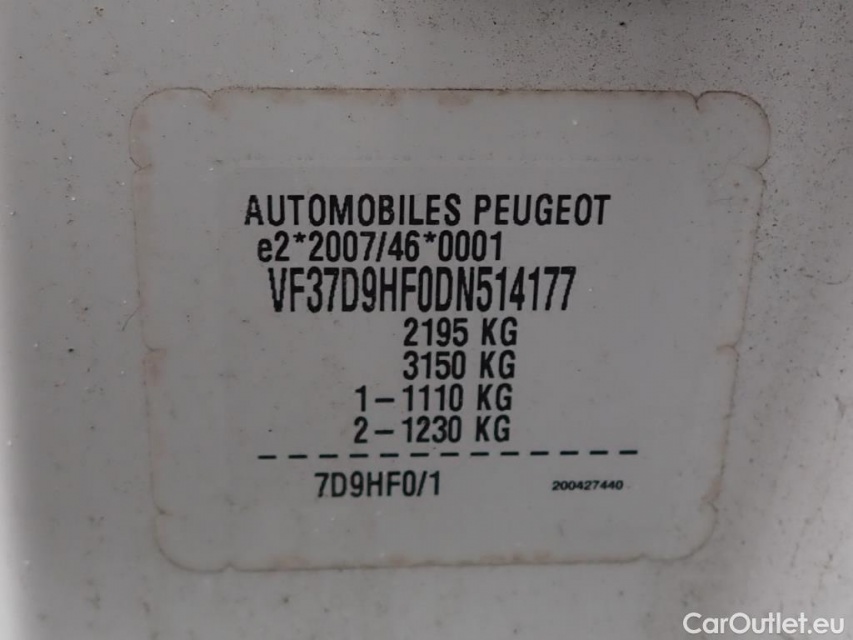 AUTOMOBILES PEUGEOT
e2*2007/46*0001
VF37D9HF0DN514177
2195 KG
3150 KG
1-1110 KG
2-1230 KG
7D9HF0/1 200427440
CarOutlet.eu